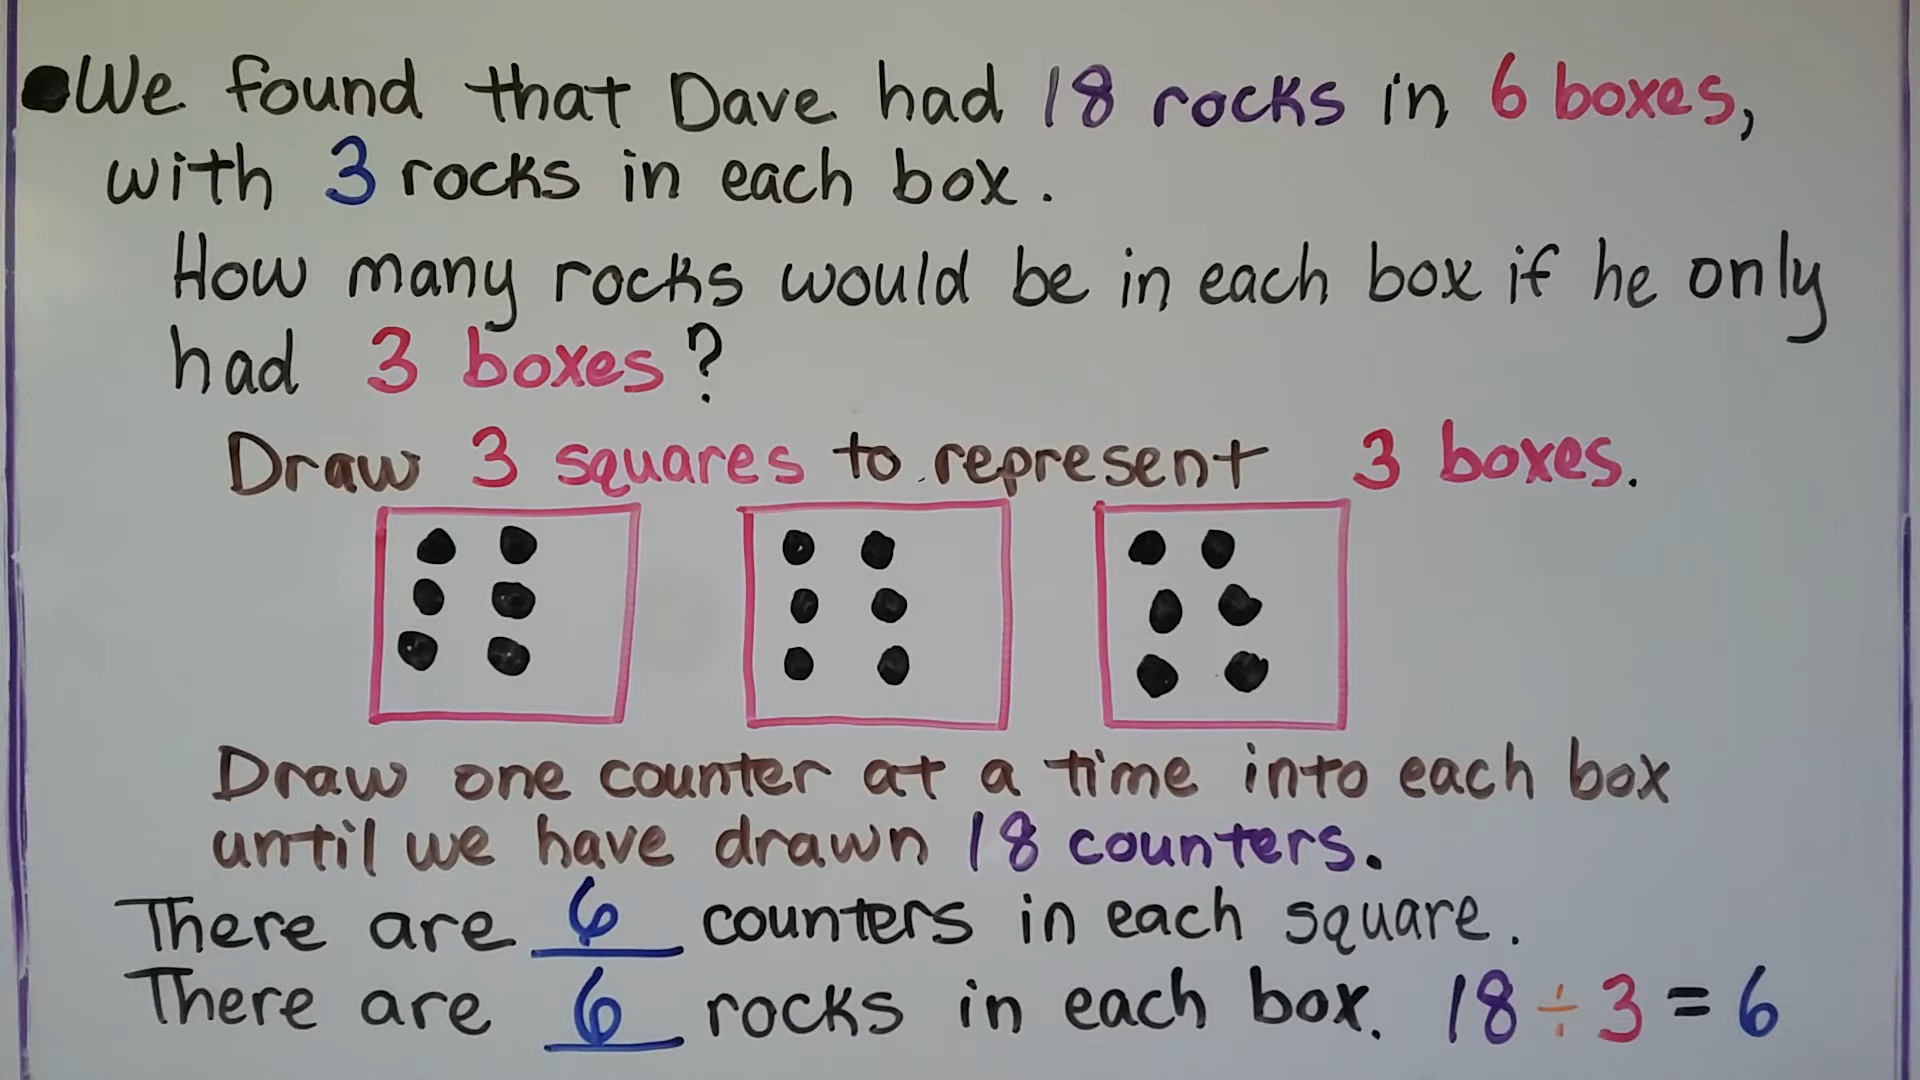 We found that Dave had 18 rocks in 6 boxes,
with 3 rocks in each box.
How many rocks would be in each box if he only
had 3 boxes?
Draw 3 squares to represent 3 boxes.
Draw one counter at a time into each box
until we have drawn 18 counters.
There are 6 counters in each square.
There are 6 rocks in each box. 18 ÷ 3 = 6